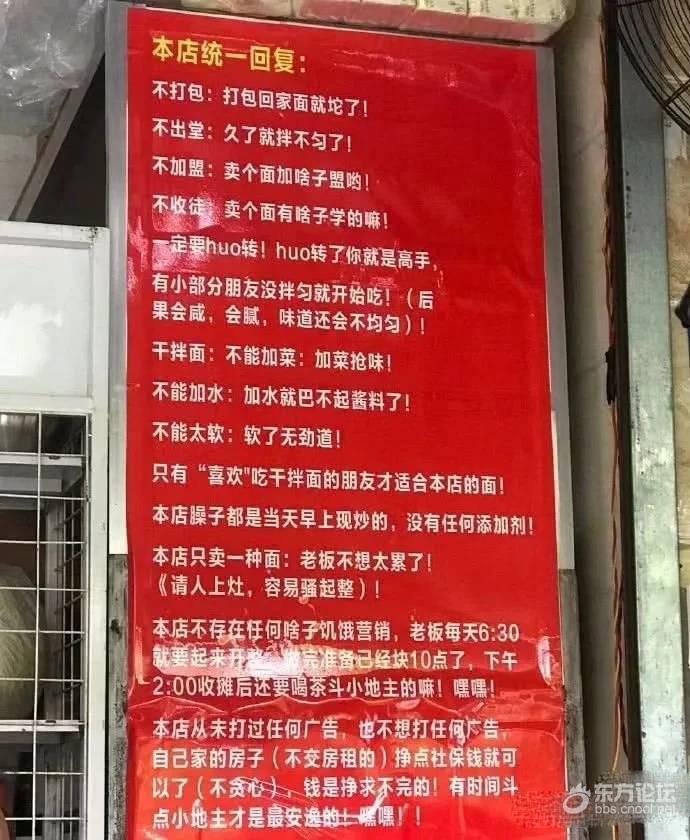 本店统一回复：
不打包：打包回家面就坨了！
不出堂：久了就拌不匀了！
不加盟：卖个面加啥子盟哟！
不收徒：卖个面有啥子学的嘛！
一定要huo转！huo转了你就是高手，
有小部分朋友没拌匀就开始吃！（后
果会咸，会腻，味道还会不均匀）！
干拌面：不能加菜：加菜抢味！
不能加水：加水就巴不起酱料了！
不能太软：软了无劲道！
只有“喜欢"吃干拌面的朋友才适合本店的面！
本店臊子都是当天早上现炒的，没有任何添加剂！
本店只卖一种面：老板不想太累了！
《请人上灶，容易骚起整）！
本店不存在任何啥子饥饿营销，老板每天6:30
就要起来开整，做完准备已经块10点了，下午
2:00收摊后还要喝茶斗小地主的嘛！嘿嘿！
本店从未打过任何广告，也不想打任何广告，
自己家的房子（不交房租的）挣点社保钱就可
以了（不贪心），钱是挣求不完的！有时间斗
点小地主才是最安逸的！嘿嘿！！
东方论坛
bbs.cnool.net